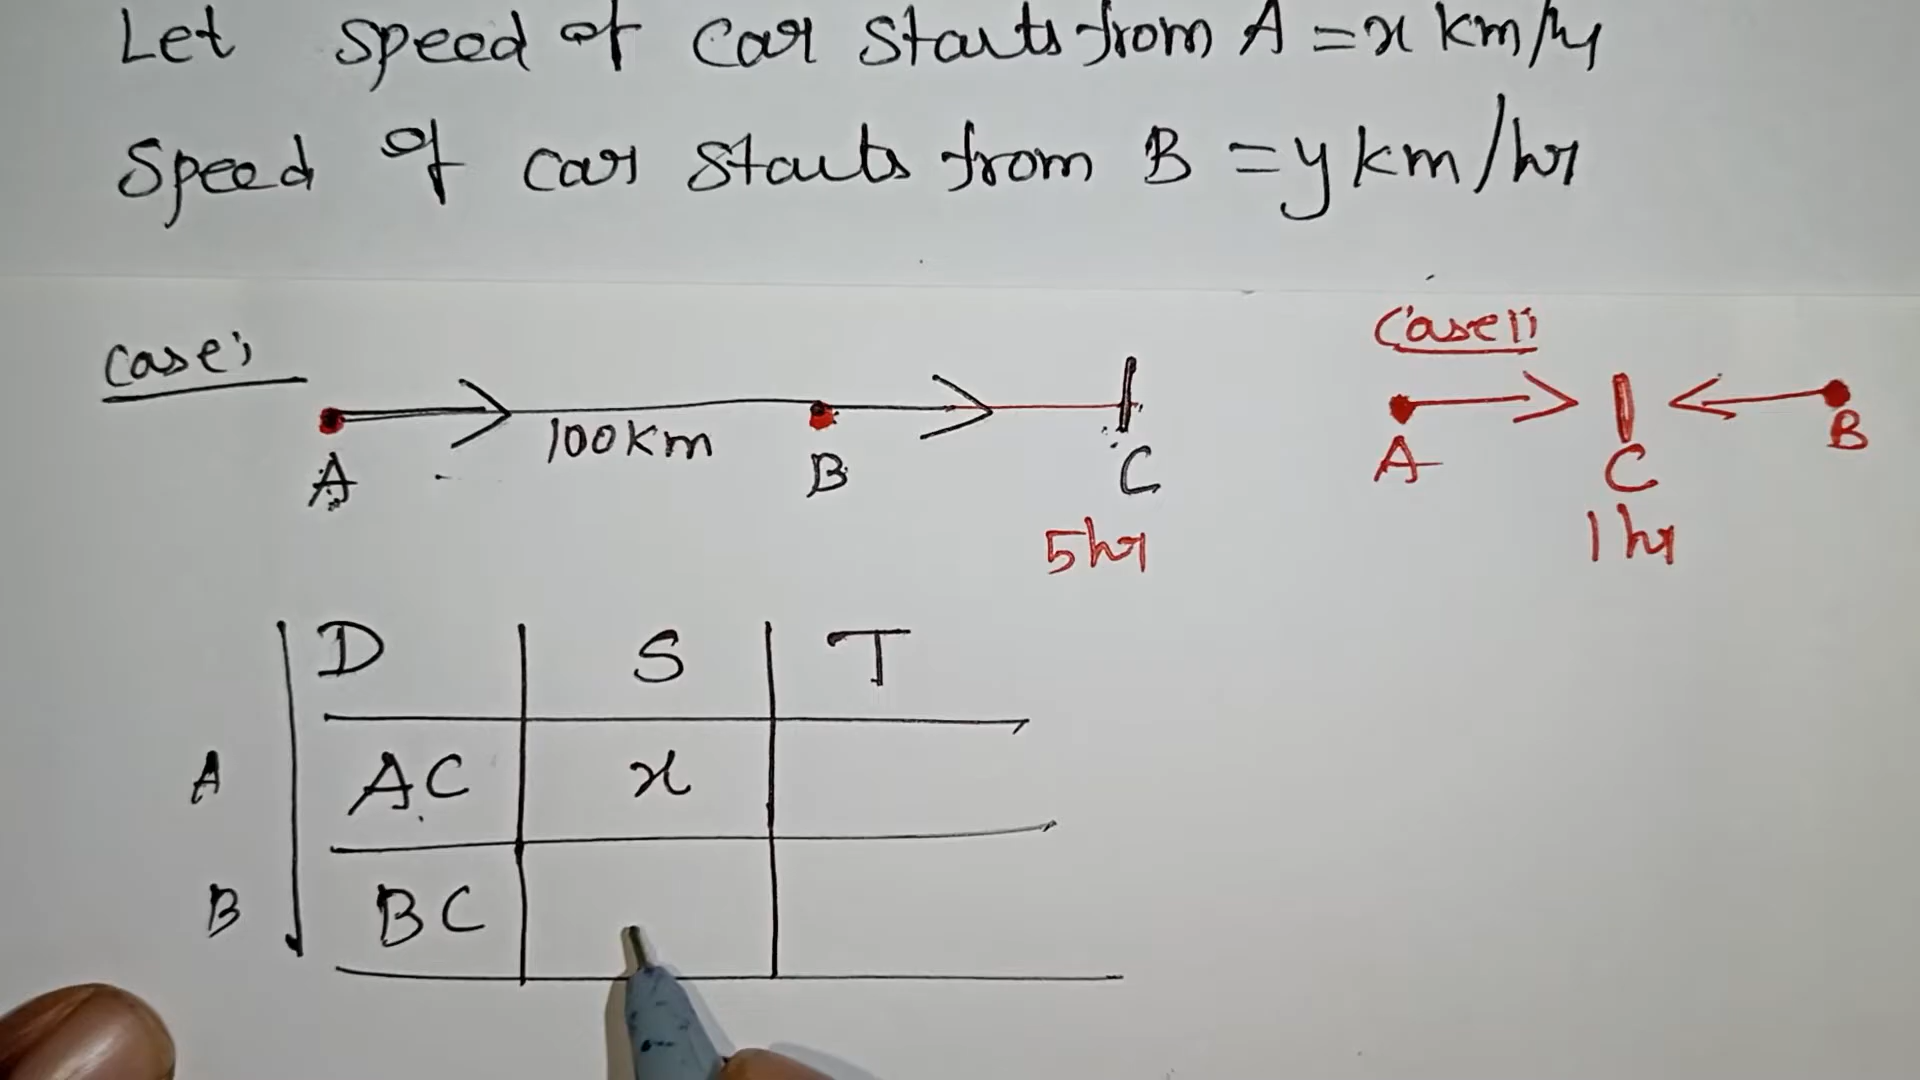 Let speed of car starts from A = x km/hr
Speed of car starts from B = y km/hr
Case i
Case ii
100 km
A B C
A C B
5 hr
1 hr
D S T
A AC x
B BC